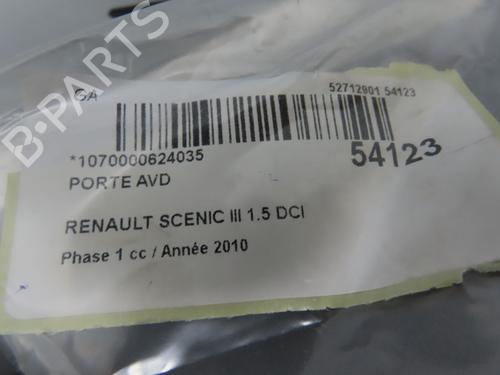 GA
52712901 54123
*1070000624035
54123
PORTE AVD
RENAULT SCENIC III 1.5 DCI
Phase 1 cc / Année 2010
B-PARTS